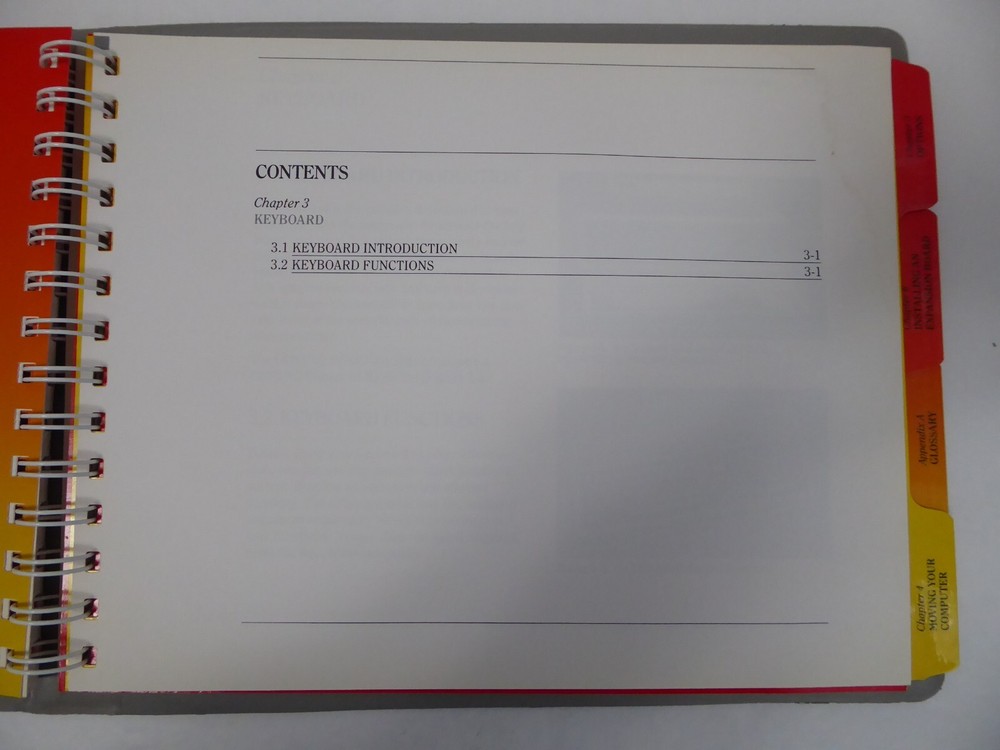 CONTENTS
Chapter 3
KEYBOARD
3.1 KEYBOARD INTRODUCTION 3-1
3.2 KEYBOARD FUNCTIONS 3-1
OPTIONS
INSTALLING AN
EXPANSION BOARD
Appendix A
GLOSSARY
Chapter 4
MOVING YOUR
COMPUTER